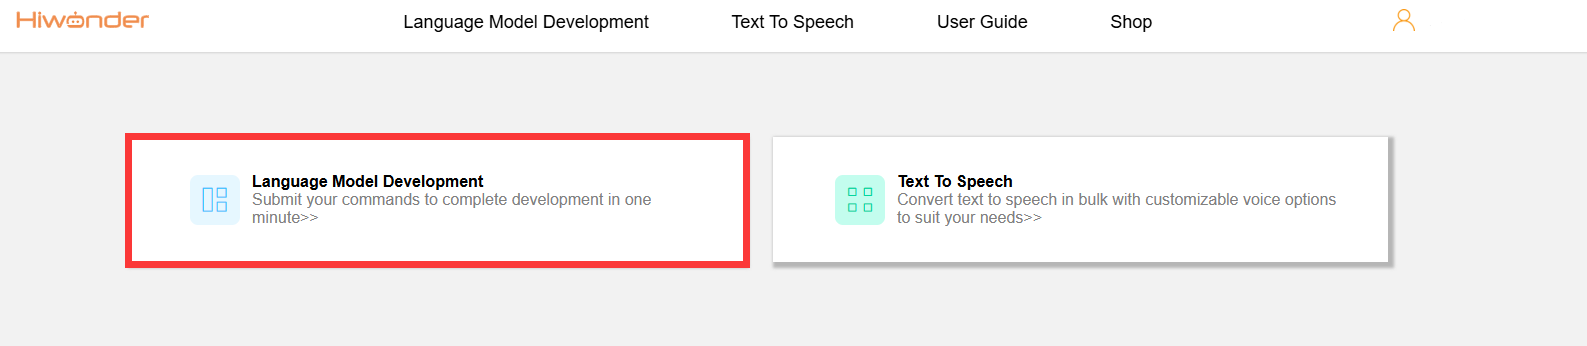 Hiwonder
Language Model Development
Text To Speech
User Guide
Shop
Language Model Development
Submit your commands to complete development in one
minute>>
Text To Speech
Convert text to speech in bulk with customizable voice options
to suit your needs>>